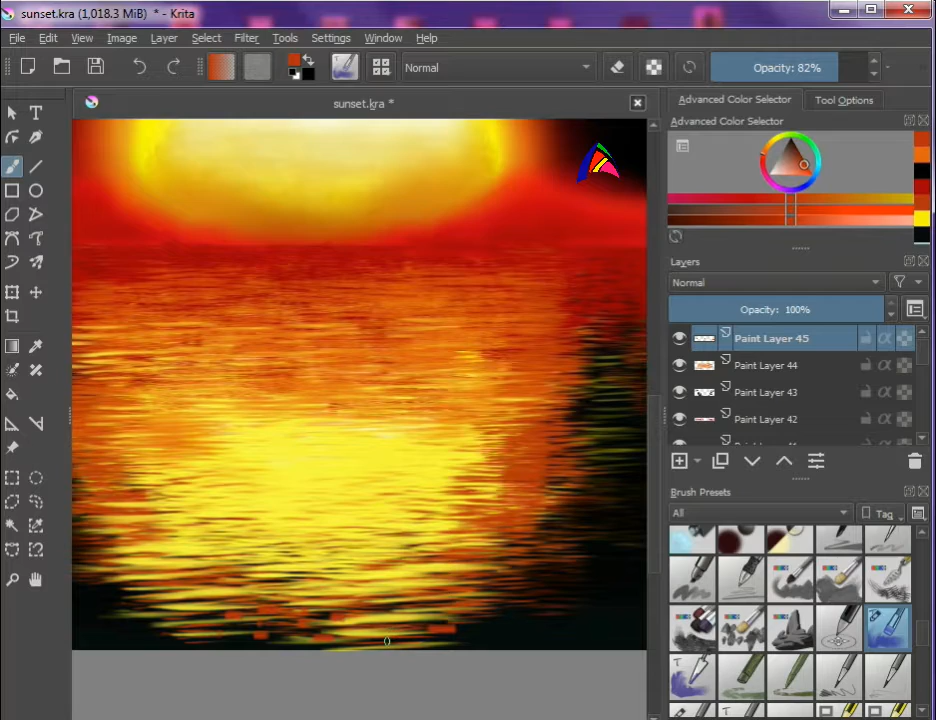 sunset.kra (1,018.3 MiB) * - Krita
File Edit View Image Layer Select Filter Edit Tools Settings Window Help
Normal
Opacity: 82%
sunset.kra *
Advanced Color Selector
Tool Options
Advanced Color Selector
Layers
Normal
Opacity: 100%
Paint Layer 45
Paint Layer 44
Paint Layer 43
Paint Layer 42
Brush Presets
All
Tag